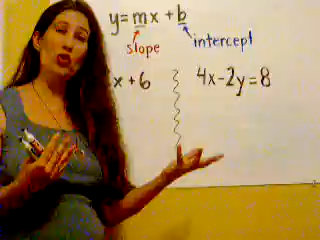 y = mx + b
slope
intercept
x + 6
4x - 2y = 8